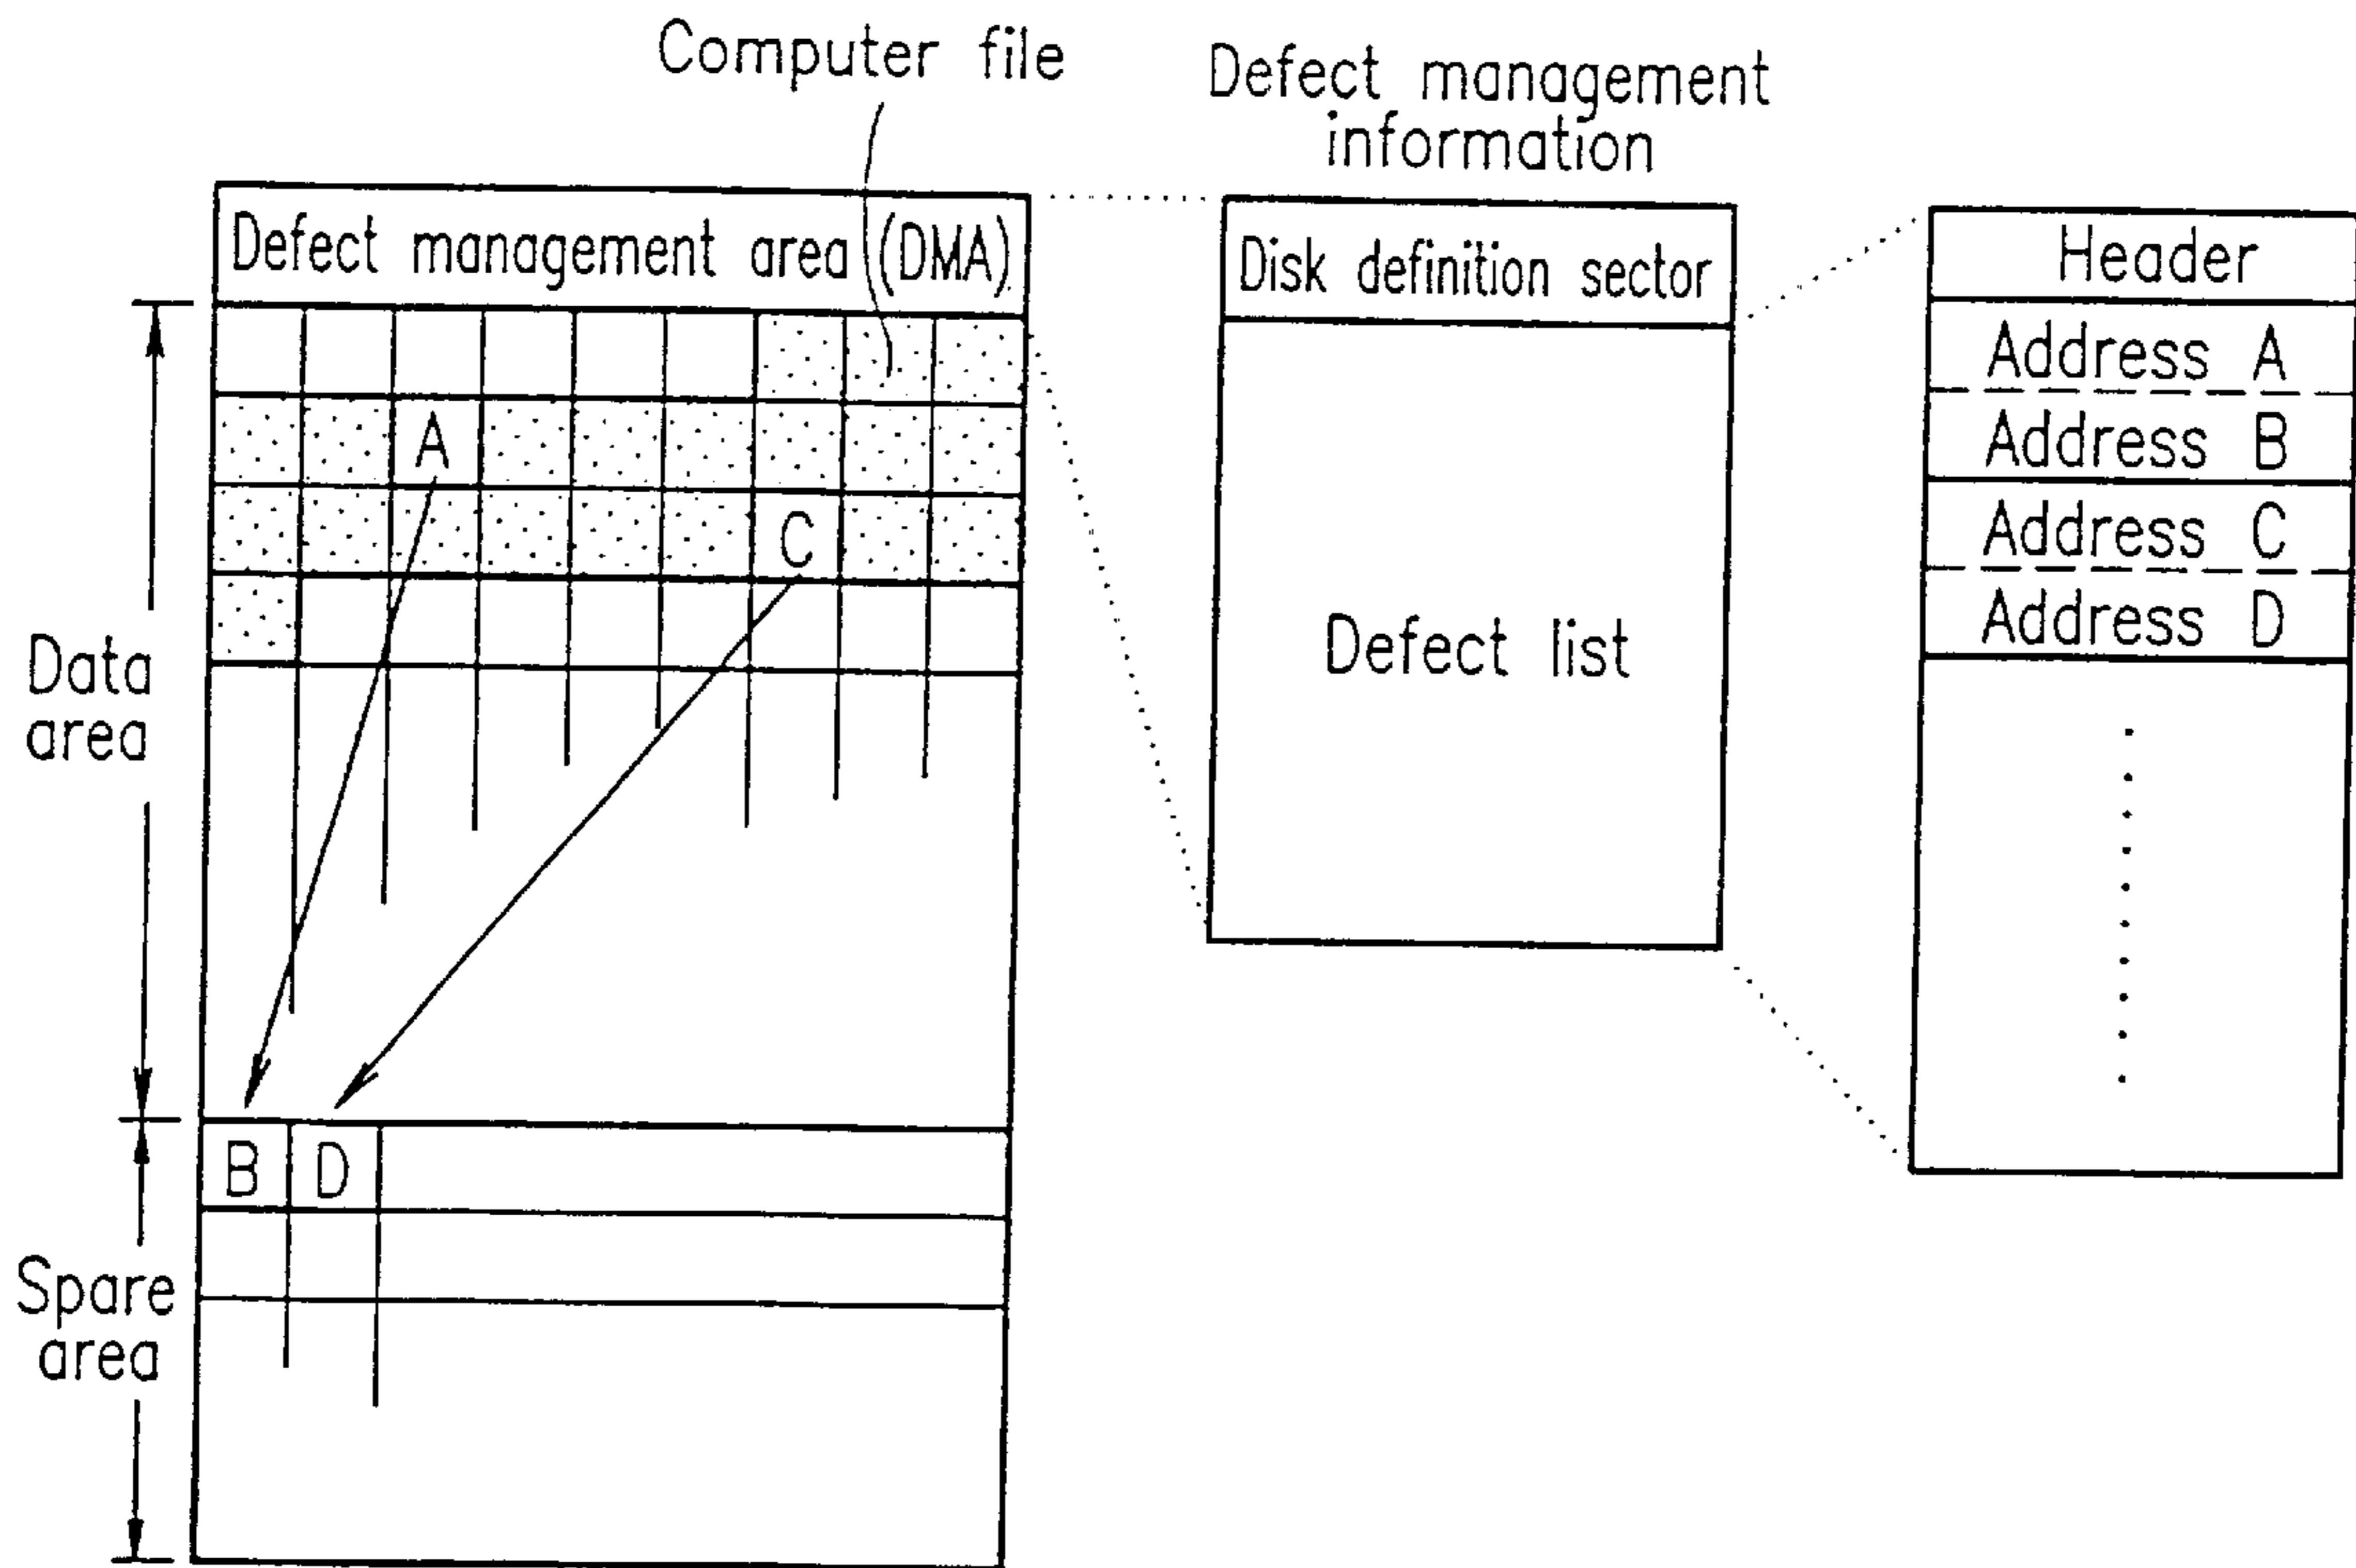 Computer file
Defect management
information
Defect management area (DMA)
Disk definition sector
Header
Address A
Address B
Address C
Address D
A
C
Data
area
Defect list
B D
Spare
area